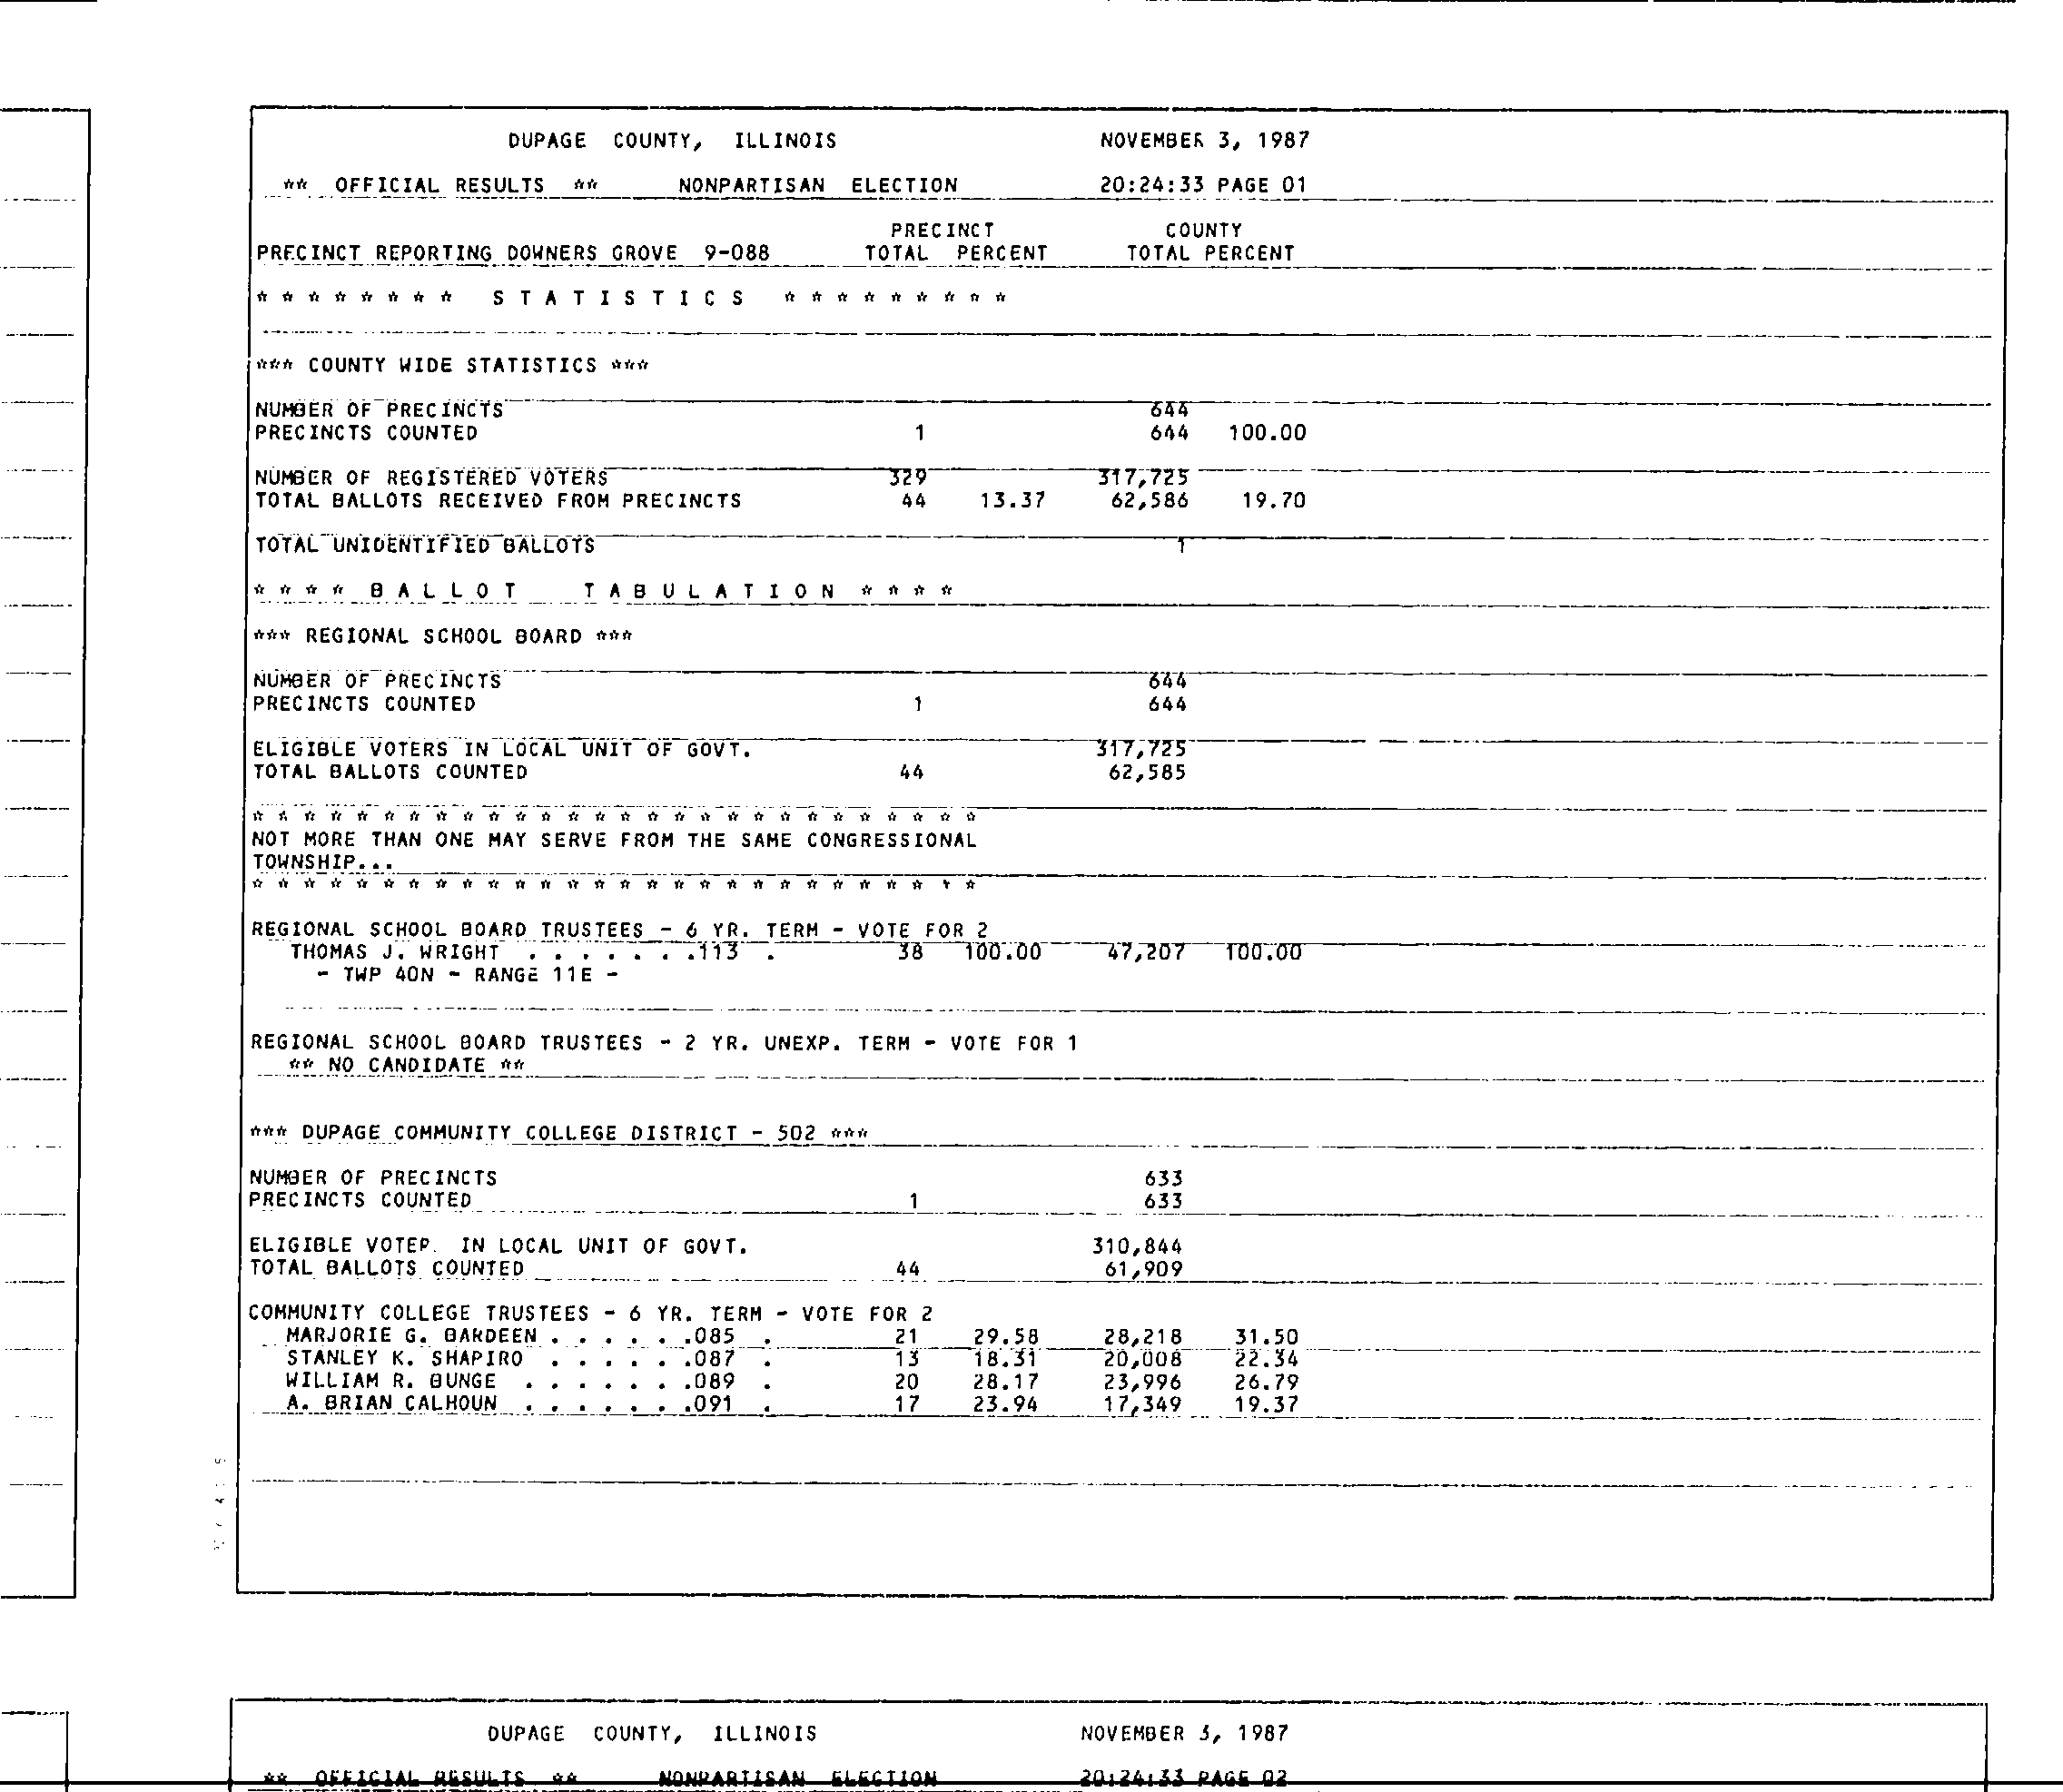 DUPAGE COUNTY, ILLINOIS NOVEMBER 3, 1987
** OFFICIAL RESULTS ** NONPARTISAN ELECTION 20:24:33 PAGE 01
PRECINCT COUNTY
PRECINCT REPORTING DOWNERS GROVE 9-088 TOTAL PERCENT TOTAL PERCENT
* * * * * * * * S T A T I S T I C S * * * * * * * * *
*** COUNTY WIDE STATISTICS ***
NUMBER OF PRECINCTS 644
PRECINCTS COUNTED 1 644 100.00
NUMBER OF REGISTERED VOTERS 329 317,725
TOTAL BALLOTS RECEIVED FROM PRECINCTS 44 13.37 62,586 19.70
TOTAL UNIDENTIFIED BALLOTS 1
* * * * B A L L O T T A B U L A T I O N * * * *
*** REGIONAL SCHOOL BOARD ***
NUMBER OF PRECINCTS 644
PRECINCTS COUNTED 1 644
ELIGIBLE VOTERS IN LOCAL UNIT OF GOVT. 317,725
TOTAL BALLOTS COUNTED 44 62,585
* * * * * * * * * * * * * * * * * * * * * * * * * * * *
NOT MORE THAN ONE MAY SERVE FROM THE SAME CONGRESSIONAL
TOWNSHIP...
* * * * * * * * * * * * * * * * * * * * * * * * * * * *
REGIONAL SCHOOL BOARD TRUSTEES - 6 YR. TERM - VOTE FOR 2
THOMAS J. WRIGHT . . . . . . .113 . 38 100.00 47,207 100.00
- TWP 40N - RANGE 11E -
REGIONAL SCHOOL BOARD TRUSTEES - 2 YR. UNEXP. TERM - VOTE FOR 1
** NO CANDIDATE **
*** DUPAGE COMMUNITY COLLEGE DISTRICT - 502 ***
NUMBER OF PRECINCTS 633
PRECINCTS COUNTED 1 633
ELIGIBLE VOTER IN LOCAL UNIT OF GOVT. 310,844
TOTAL BALLOTS COUNTED 44 61,909
COMMUNITY COLLEGE TRUSTEES - 6 YR. TERM - VOTE FOR 2
MARJORIE G. BARDEEN . . . . . .085 . 21 29.58 28,218 31.50
STANLEY K. SHAPIRO . . . . . .087 . 13 18.31 20,008 22.34
WILLIAM R. BUNGE . . . . . . .089 . 20 28.17 23,996 26.79
A. BRIAN CALHOUN . . . . . . .091 . 17 23.94 17,349 19.37
DUPAGE COUNTY, ILLINOIS NOVEMBER 3, 1987
** OFFICIAL RESULTS ** NONPARTISAN ELECTION 20:24:33 PAGE 02